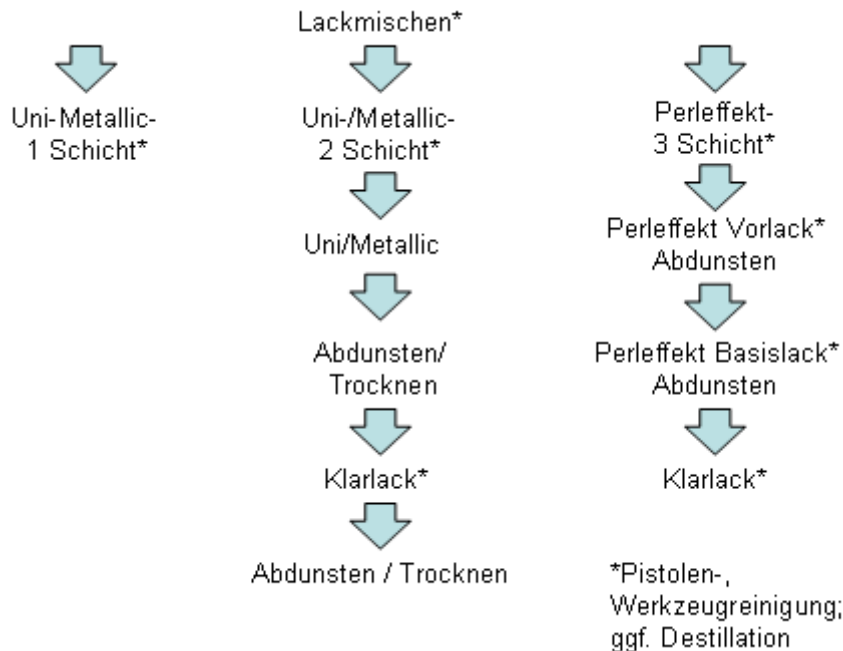 Lackmischen*
Uni-Metallic-
1 Schicht*
Uni-/Metallic-
2 Schicht*
Uni/Metallic
Abdunsten/
Trocknen
Klarlack*
Abdunsten / Trocknen
Perleffekt-
3 Schicht*
Perleffekt Vorlack*
Abdunsten
Perleffekt Basislack*
Abdunsten
Klarlack*
*Pistolen-,
Werkzeugreinigung;
ggf. Destillation